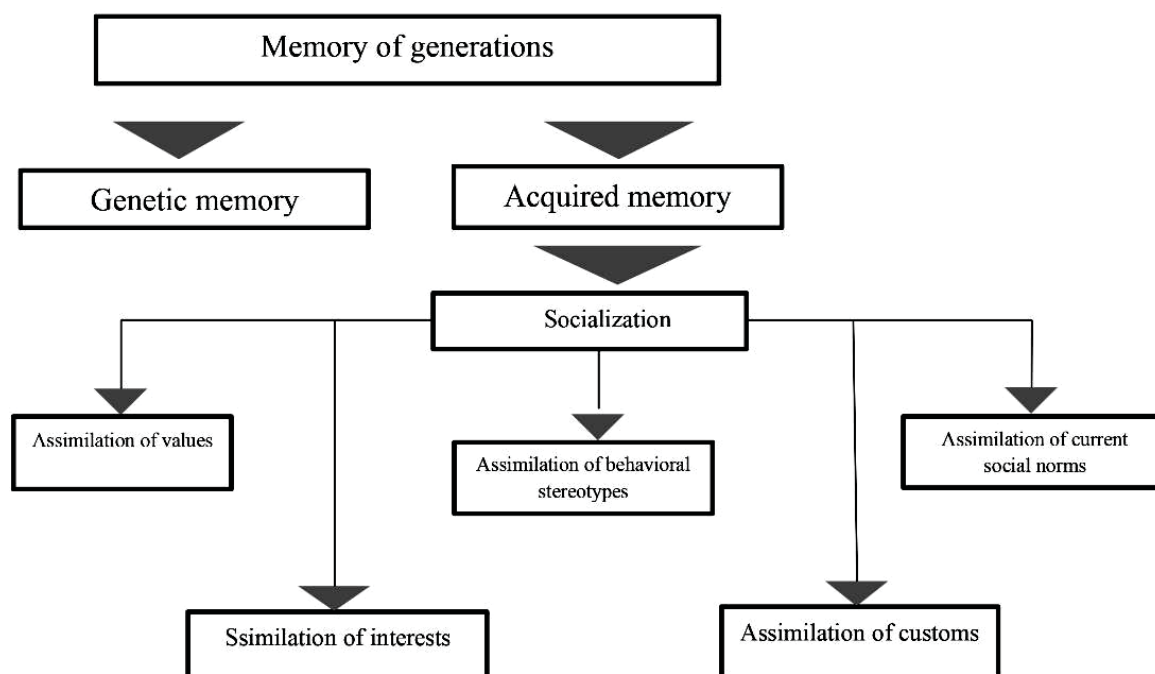 Memory of generations
Genetic memory
Acquired memory
Socialization
Assimilation of values
Assimilation of behavioral
stereotypes
Assimilation of current
social norms
Ssimilation of interests
Assimilation of customs